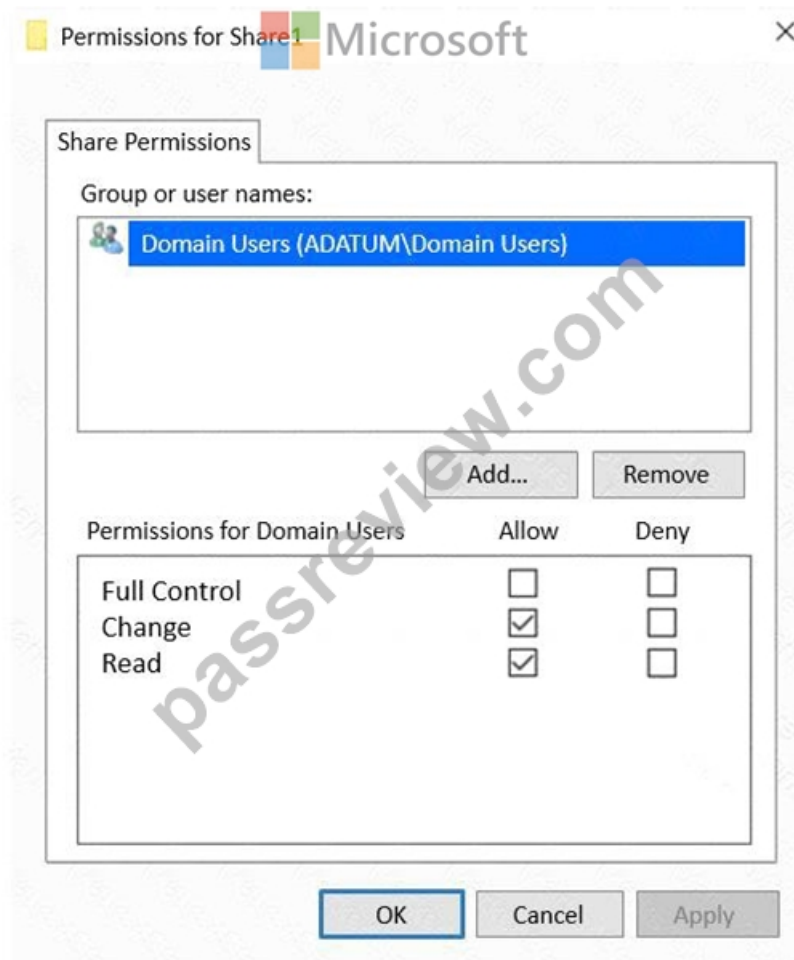 Permissions for Share1
Microsoft
Share Permissions
Group or user names:
Domain Users (ADATUM\Domain Users)
Add...
Remove
Permissions for Domain Users Allow Deny
Full Control
Change
Read
OK
Cancel
Apply
passreview.com